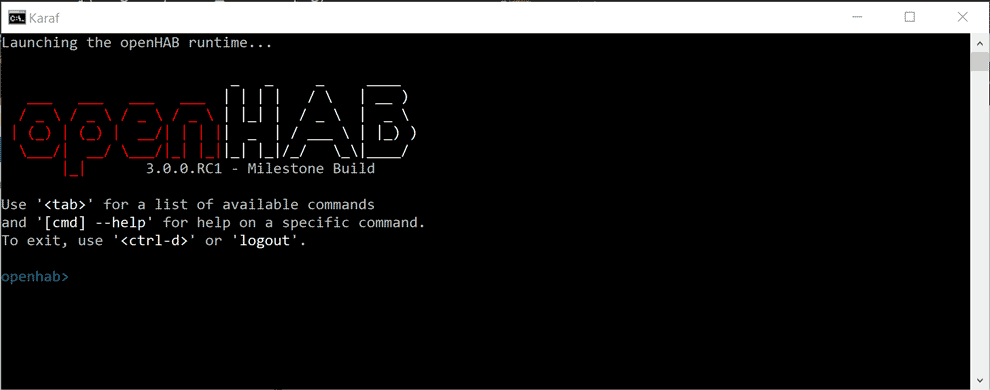 Karaf
Launching the openHAB runtime...
openHAB
3.0.0.RC1 - Milestone Build
Use '<tab>' for a list of available commands
and '[cmd] --help' for help on a specific command.
To exit, use '<ctrl-d>' or 'logout'.
openhab>